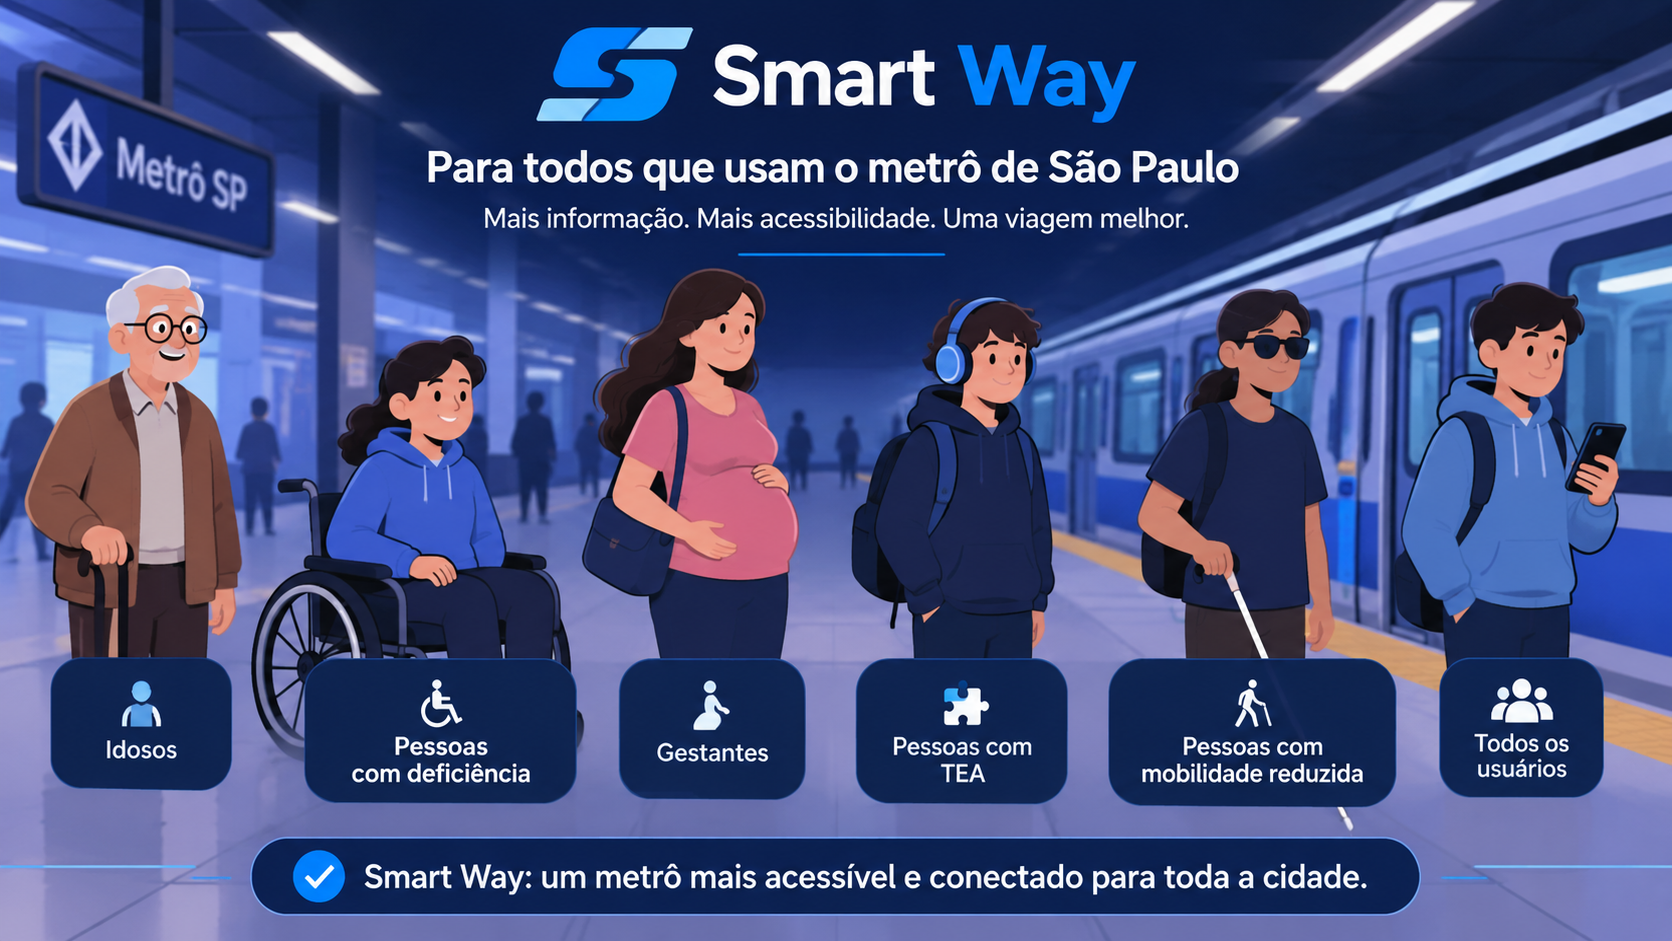 Smart Way
Metrô SP
Para todos que usam o metrô de São Paulo
Mais informação. Mais acessibilidade. Uma viagem melhor.
Idosos
Pessoas
com deficiência
Gestantes
Pessoas com
TEA
Pessoas com
mobilidade reduzida
Todos os
usuários
Smart Way: um metrô mais acessível e conectado para toda a cidade.